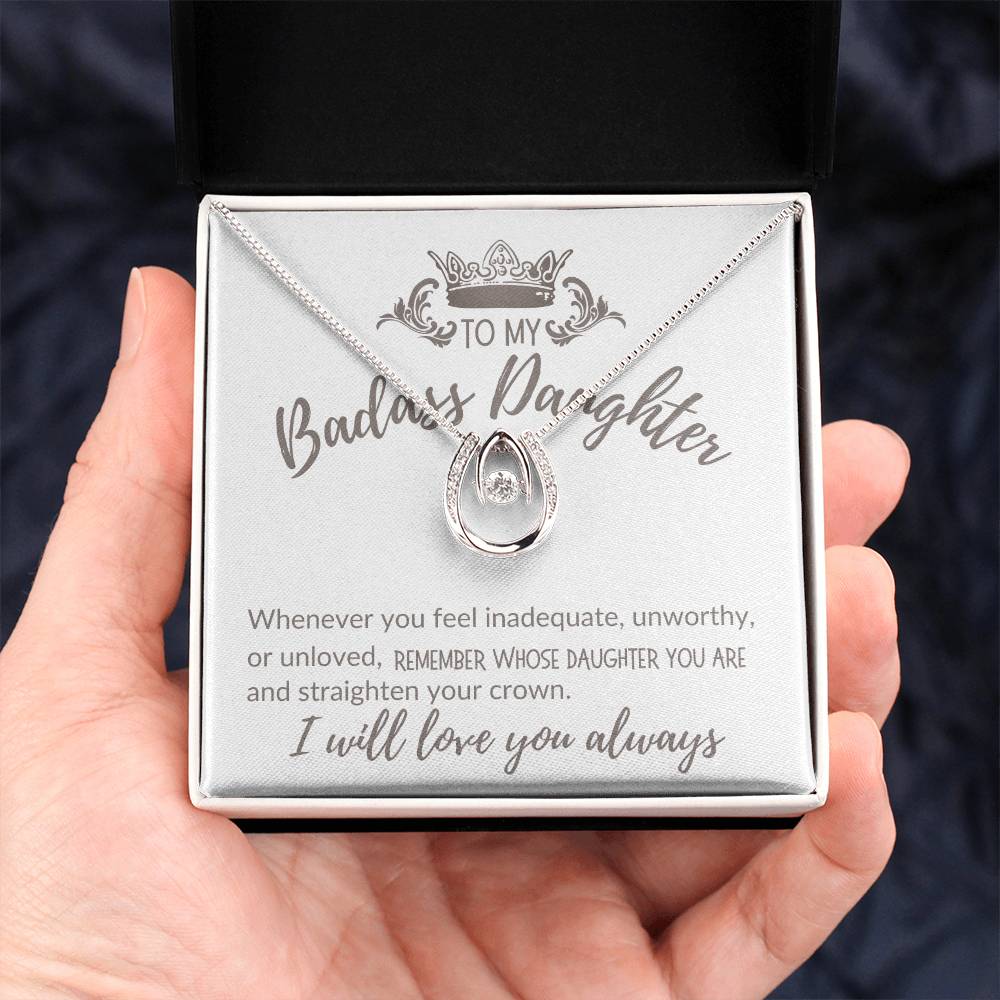 TO MY
Badass Daughter
Whenever you feel inadequate, unworthy,
or unloved, REMEMBER WHOSE DAUGHTER YOU ARE
and straighten your crown.
I will love you always